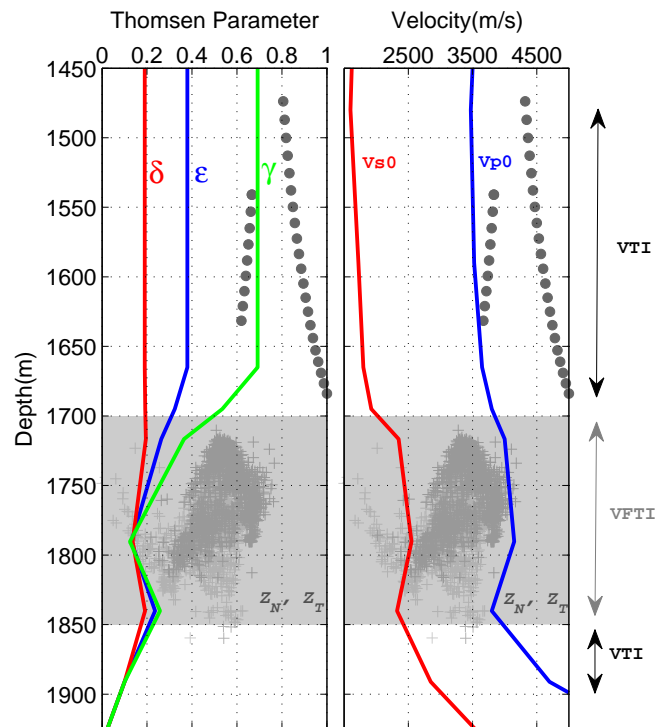 Thomsen Parameter
Velocity(m/s)
0 0.2 0.4 0.6 0.8 1
2500 3500 4500
Depth(m)
1450
1500
1550
1600
1650
1700
1750
1800
1850
1900
δ ε γ
Vs0 Vp0
VTI
VFTI
VTI
Z_N, Z_T
Z_N, Z_T